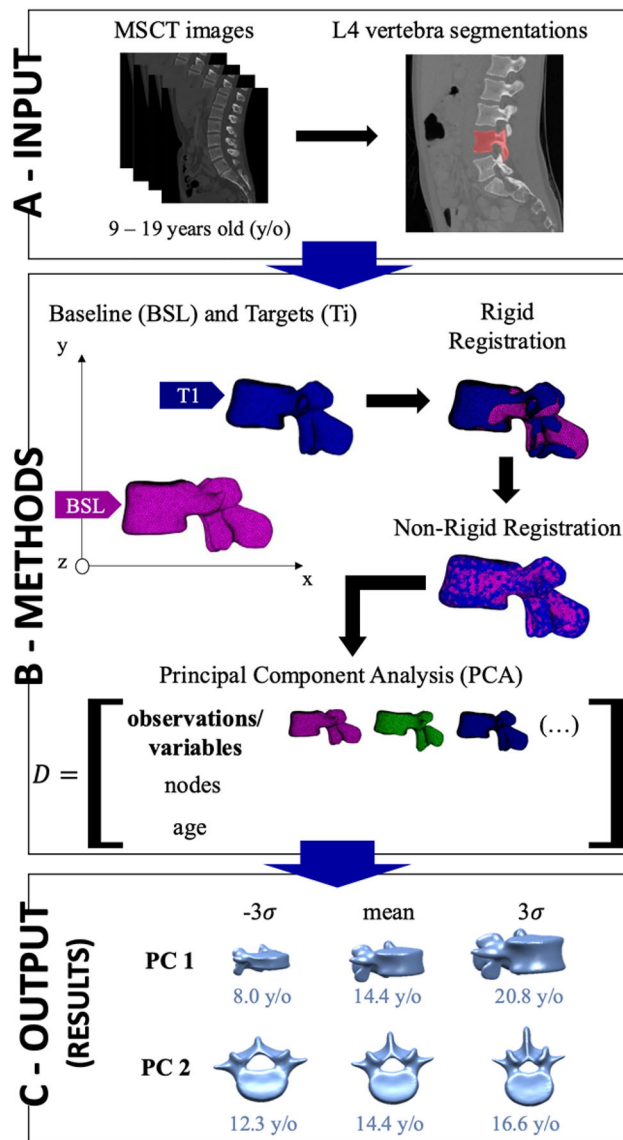 A - INPUT
MSCT images
L4 vertebra segmentations
9 – 19 years old (y/o)
B - METHODS
Baseline (BSL) and Targets (Ti)
Rigid
Registration
y
T1
BSL
z
x
Non-Rigid Registration
Principal Component Analysis (PCA)
D =
observations/
variables
(…)
nodes
age
C - OUTPUT
(RESULTS)
-3σ mean 3σ
PC 1
8.0 y/o 14.4 y/o 20.8 y/o
PC 2
12.3 y/o 14.4 y/o 16.6 y/o